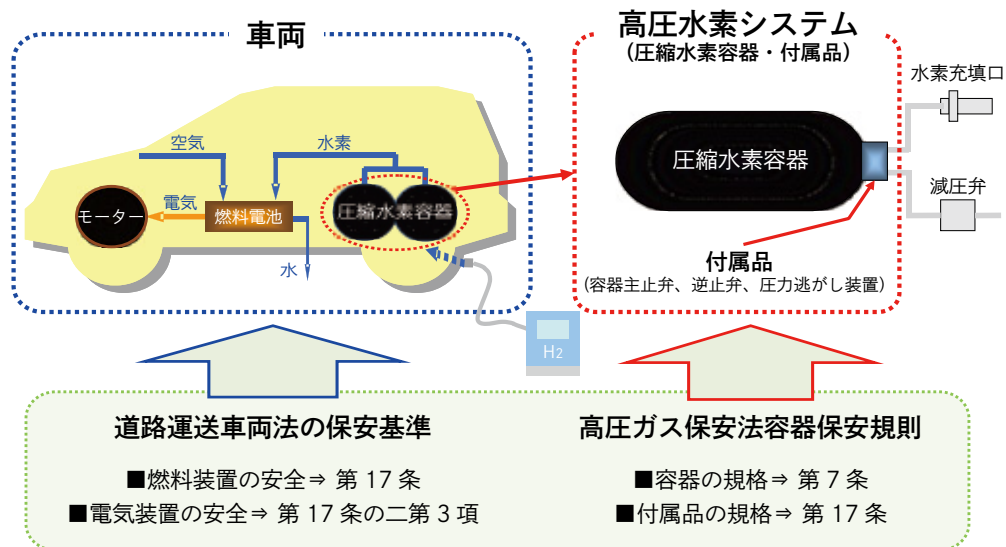 車両
空気
水素
モーター
電気
燃料電池
圧縮水素容器
水
H2
高圧水素システム
(圧縮水素容器・付属品)
水素充填口
圧縮水素容器
減圧弁
付属品
(容器主止弁、逆止弁、圧力逃がし装置)
道路運送車両法の保安基準
■燃料装置の安全⇒ 第 17 条
■電気装置の安全⇒ 第 17 条の二第 3 項
高圧ガス保安法容器保安規則
■容器の規格⇒ 第 7 条
■付属品の規格⇒ 第 17 条